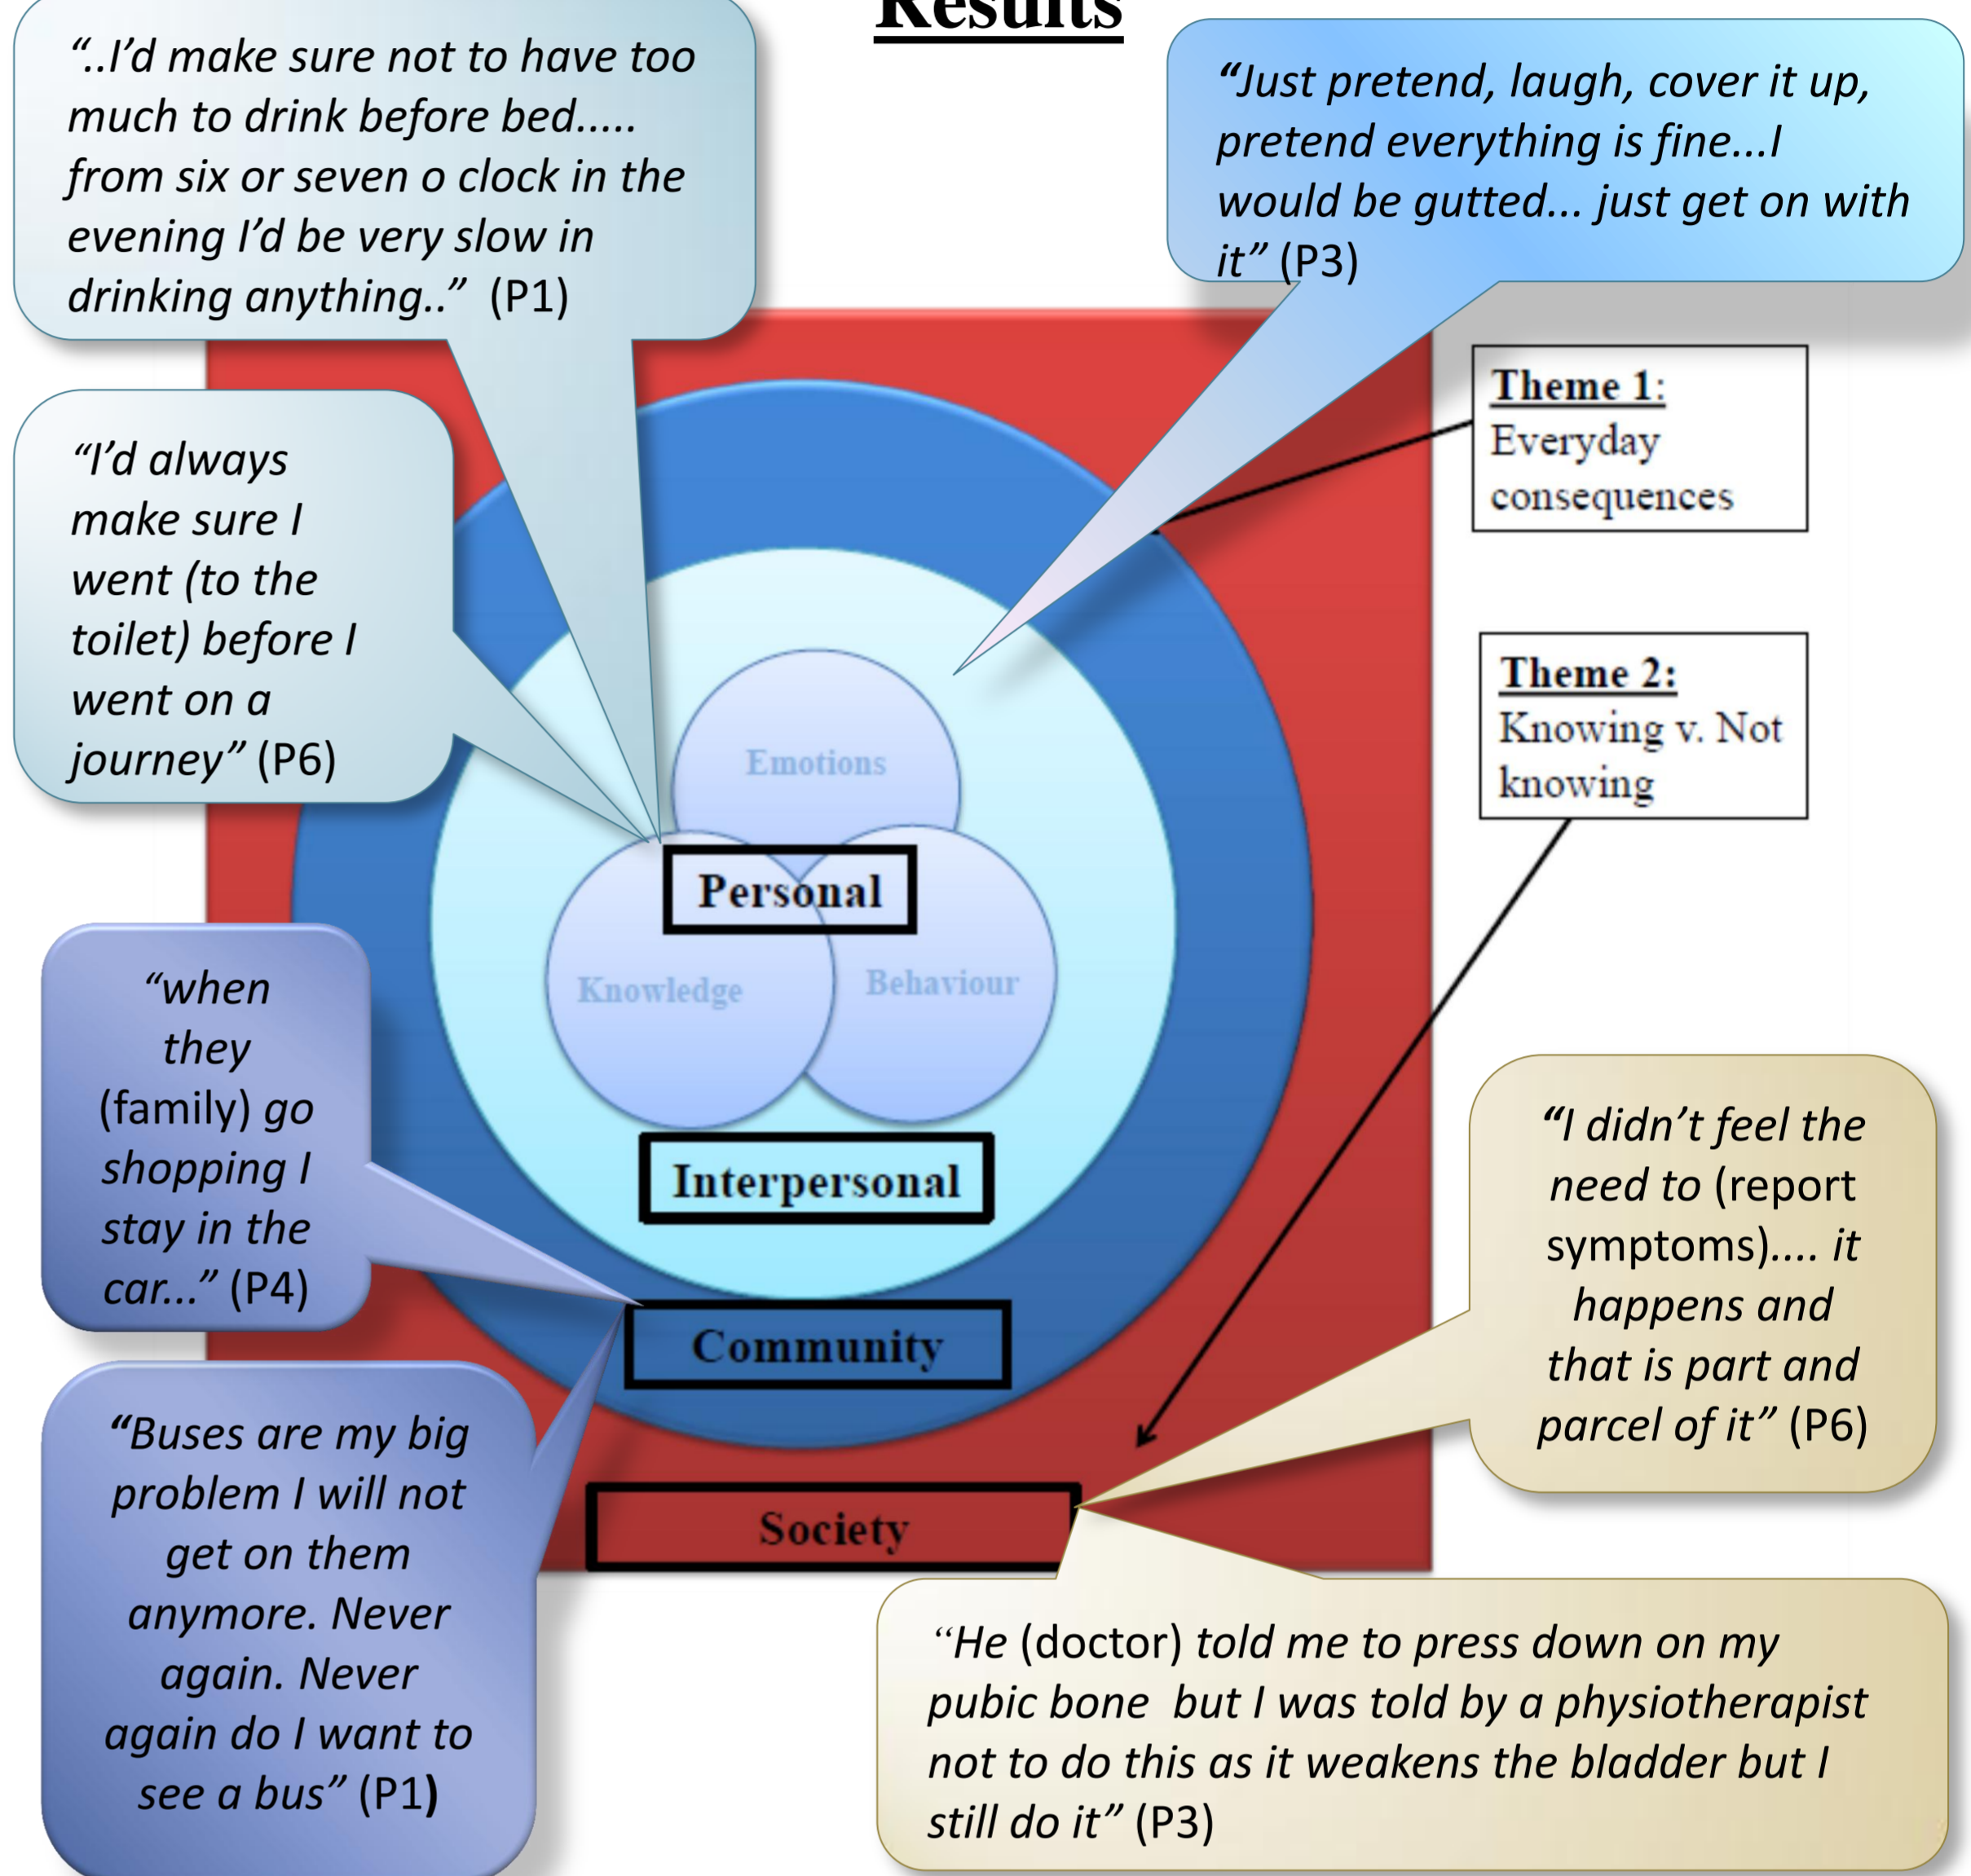 Results
“..I’d make sure not to have too
much to drink before bed.....
from six or seven o clock in the
evening I’d be very slow in
drinking anything..” (P1)
“Just pretend, laugh, cover it up,
pretend everything is fine...I
would be gutted... just get on with
it” (P3)
“I’d always
make sure I
went (to the
toilet) before I
went on a
journey” (P6)
Theme 1:
Everyday
consequences
Theme 2:
Knowing v. Not
knowing
Emotions
Personal
Knowledge
Behaviour
Interpersonal
Community
Society
“when
they
(family) go
shopping I
stay in the
car...” (P4)
“I didn’t feel the
need to (report
symptoms).... it
happens and
that is part and
parcel of it” (P6)
“Buses are my big
problem I will not
get on them
anymore. Never
again. Never
again do I want to
see a bus” (P1)
“He (doctor) told me to press down on my
pubic bone but I was told by a physiotherapist
not to do this as it weakens the bladder but I
still do it” (P3)